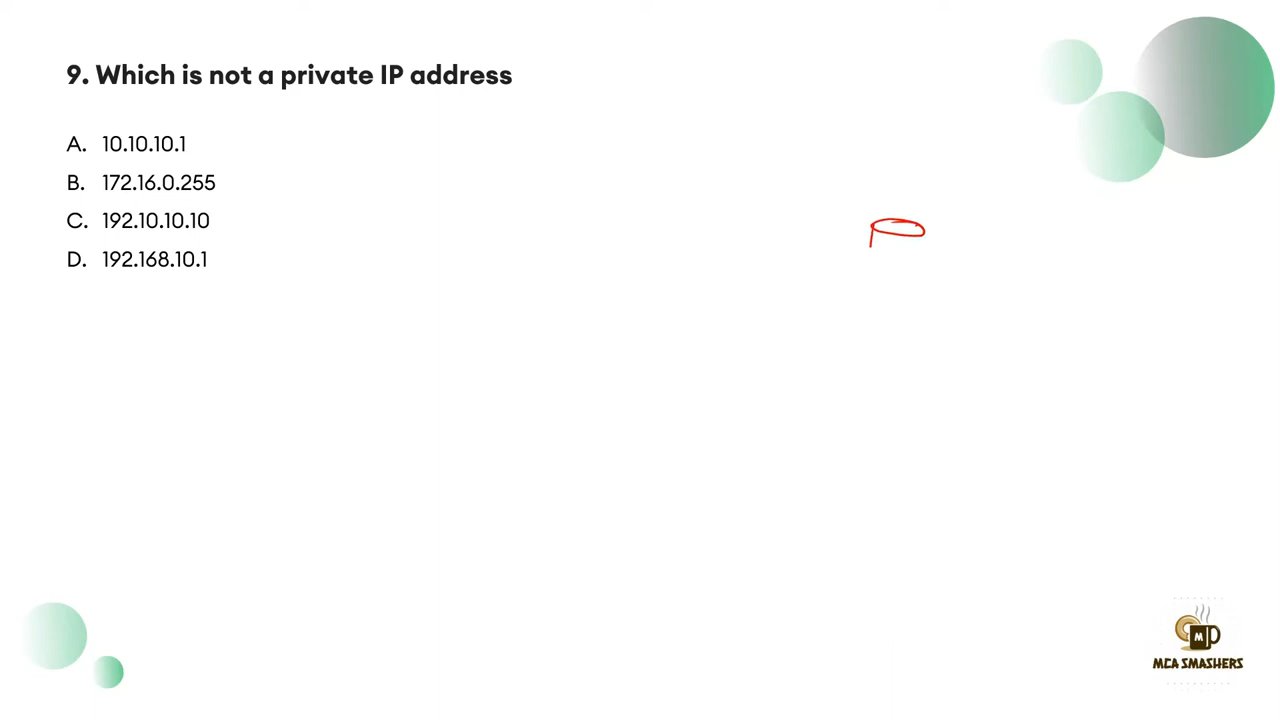 9. Which is not a private IP address
A. 10.10.10.1
B. 172.16.0.255
C. 192.10.10.10
D. 192.168.10.1
M
MCA SMASHERS